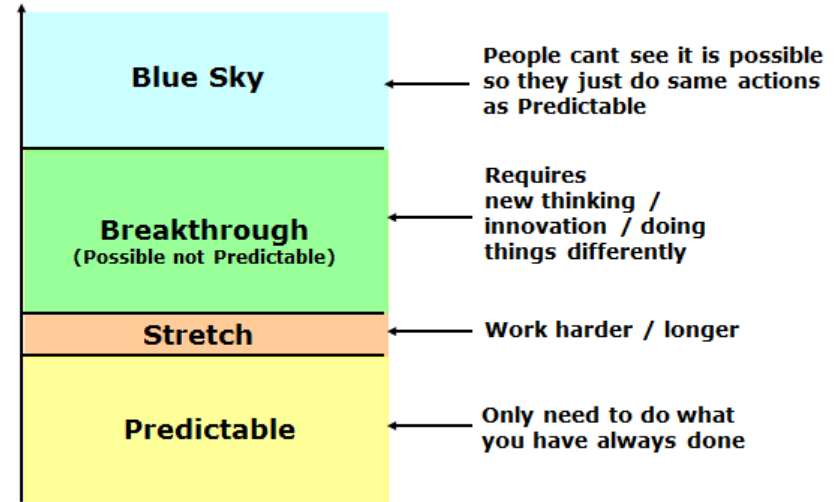 Blue Sky
People cant see it is possible
so they just do same actions
as Predictable
Breakthrough
(Possible not Predictable)
Requires
new thinking /
innovation / doing
things differently
Stretch
Work harder / longer
Predictable
Only need to do what
you have always done